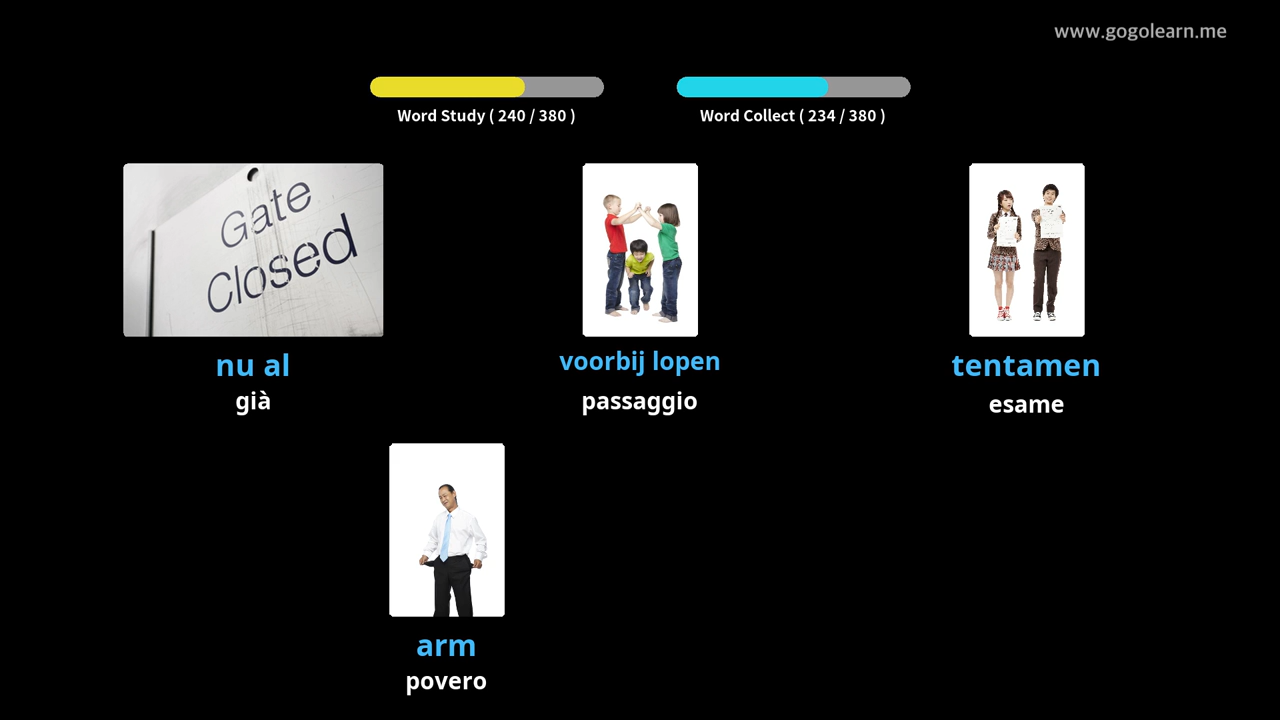 www.gogolearn.me
Word Study ( 240 / 380 )
Word Collect ( 234 / 380 )
Gate
Closed
nu al
già
voorbij lopen
passaggio
tentamen
esame
arm
povero